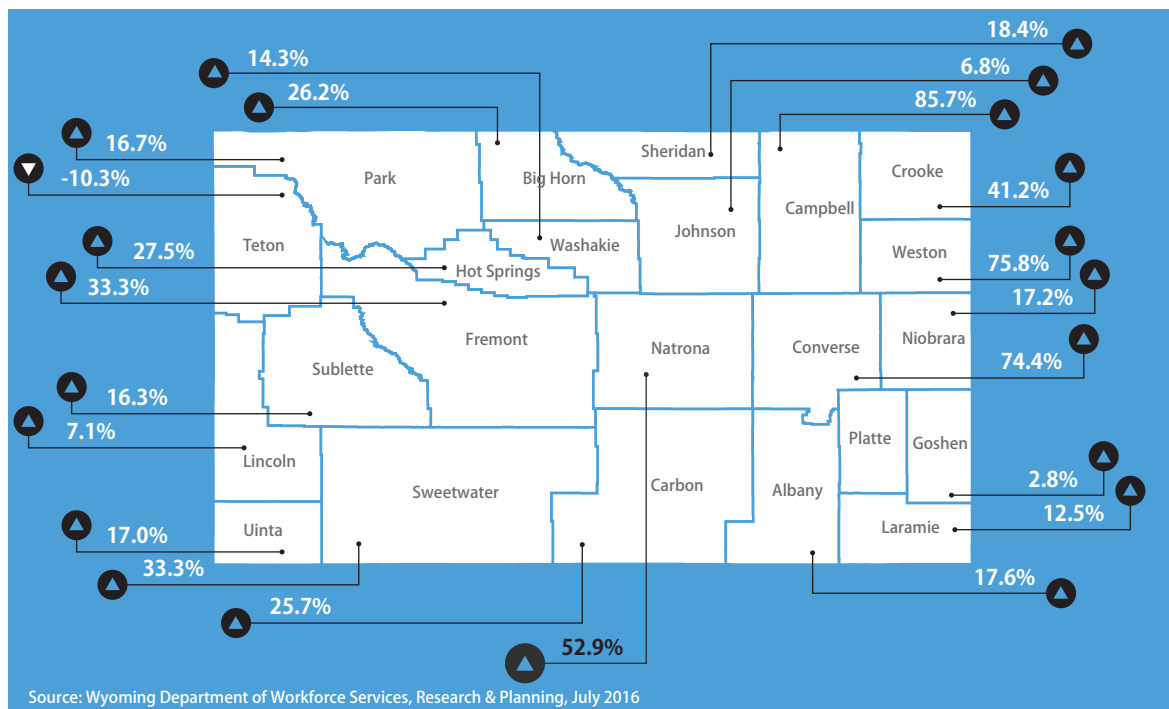 18.4%
14.3%
6.8%
26.2%
85.7%
16.7%
Sheridan
-10.3%
Park
Big Horn
Crooke
41.2%
Campbell
Teton
Washakie
Johnson
27.5%
Hot Springs
Weston
75.8%
33.3%
17.2%
Fremont
Natrona
Converse
Niobrara
Sublette
74.4%
16.3%
7.1%
Platte
Goshen
Lincoln
Sweetwater
Carbon
Albany
2.8%
Uinta
Laramie
12.5%
17.0%
33.3%
17.6%
25.7%
52.9%
Source: Wyoming Department of Workforce Services, Research & Planning, July 2016